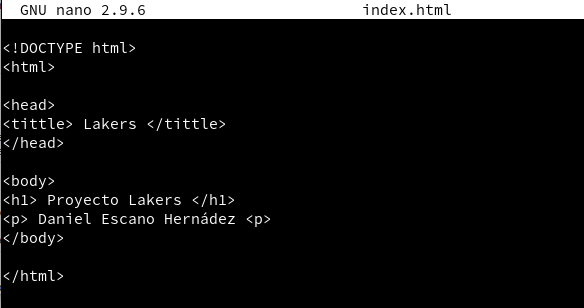 GNU nano 2.9.6 index.html
<!DOCTYPE html>
<html>
<head>
<tittle> Lakers </tittle>
</head>
<body>
<h1> Proyecto Lakers </h1>
<p> Daniel Escano Hernádez <p>
</body>
</html>